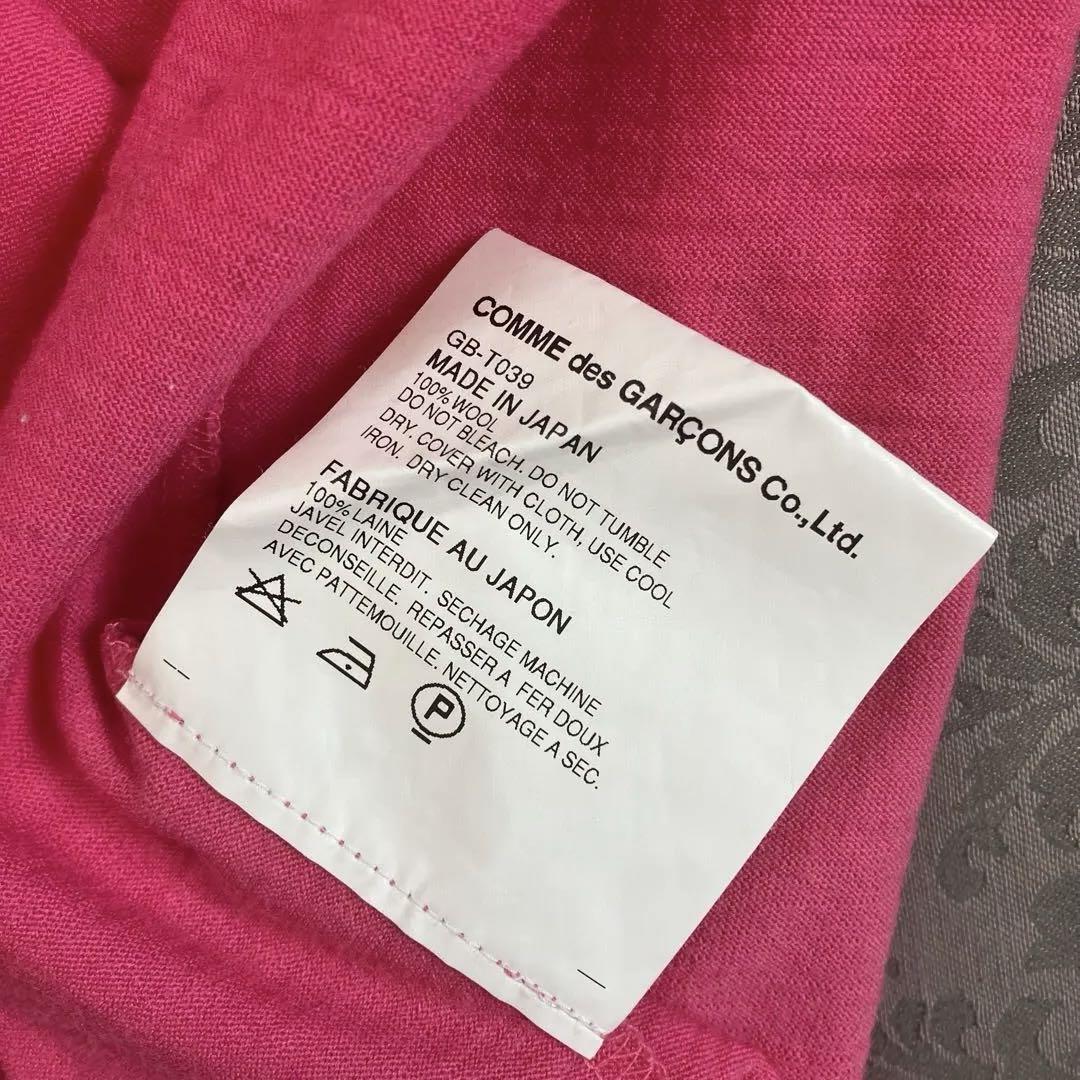 COMME des GARÇONS Co.,Ltd.
GB-T039
MADE IN JAPAN
100% WOOL
DO NOT BLEACH. DO NOT TUMBLE
DRY. COVER WITH CLOTH, USE COOL
IRON. DRY CLEAN ONLY.
FABRIQUE AU JAPON
100% LAINE
JAVEL INTERDIT. SECHAGE MACHINE
DECONSEILLE. REPASSER A FER DOUX
AVEC PATTEMOUILLE. NETTOYAGE A SEC.
P